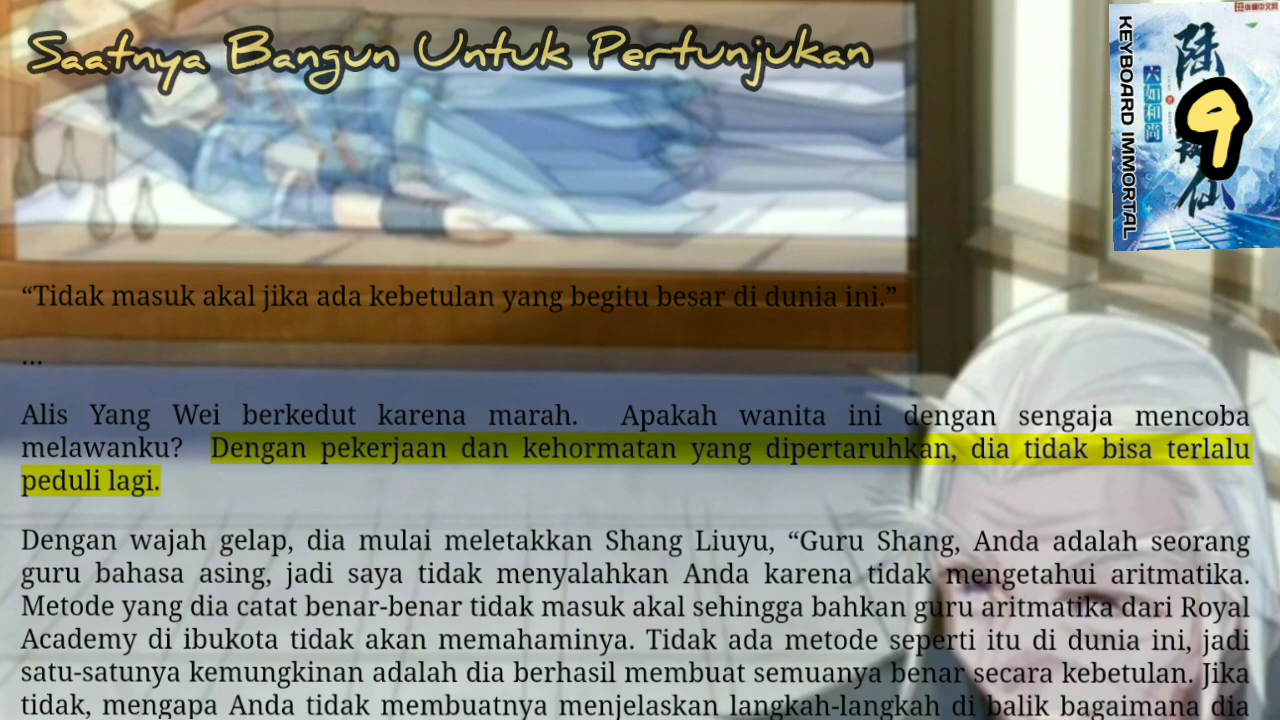 Saatnya Bangun Untuk Pertunjukan
KEYBOARD IMMORTAL
陆
仙
六如和尚
9
“Tidak masuk akal jika ada kebetulan yang begitu besar di dunia ini.”
...
Alis Yang Wei berkedut karena marah. Apakah wanita ini dengan sengaja mencoba
melawanku? Dengan pekerjaan dan kehormatan yang dipertaruhkan, dia tidak bisa terlalu
peduli lagi.
Dengan wajah gelap, dia mulai meletakkan Shang Liuyu, “Guru Shang, Anda adalah seorang
guru bahasa asing, jadi saya tidak menyalahkan Anda karena tidak mengetahui aritmatika.
Metode yang dia catat benar-benar tidak masuk akal sehingga bahkan guru aritmatika dari Royal
Academy di ibukota tidak akan memahaminya. Tidak ada metode seperti itu di dunia ini, jadi
satu-satunya kemungkinan adalah dia berhasil membuat semuanya benar secara kebetulan. Jika
tidak, mengapa Anda tidak membuatnya menjelaskan langkah-langkah di balik bagaimana dia